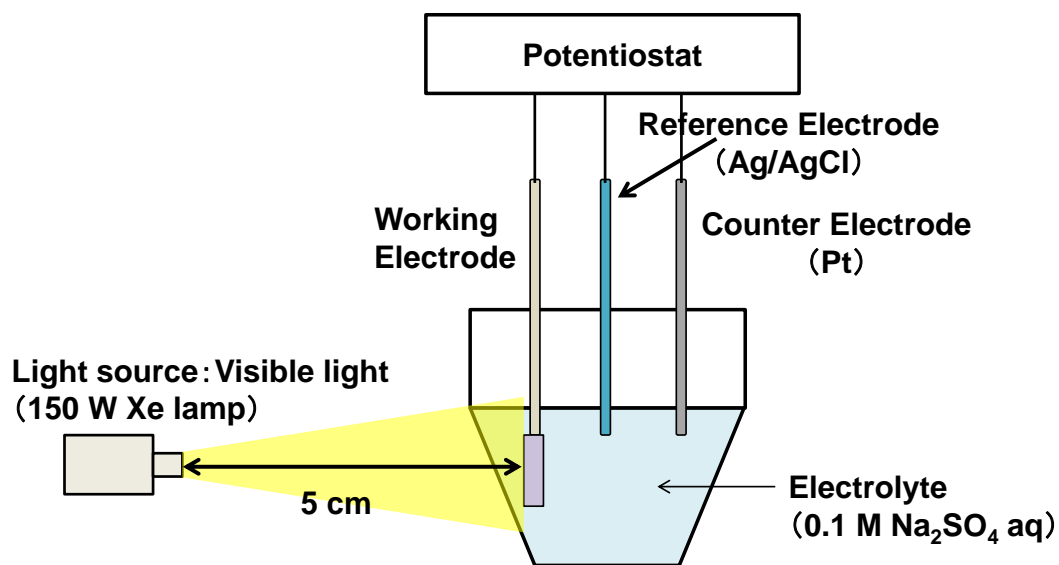 Potentiostat
Reference Electrode
（Ag/AgCl）
Working
Electrode
Counter Electrode
（Pt）
Light source：Visible light
（150 W Xe lamp）
5 cm
Electrolyte
（0.1 M Na₂SO₄ aq）